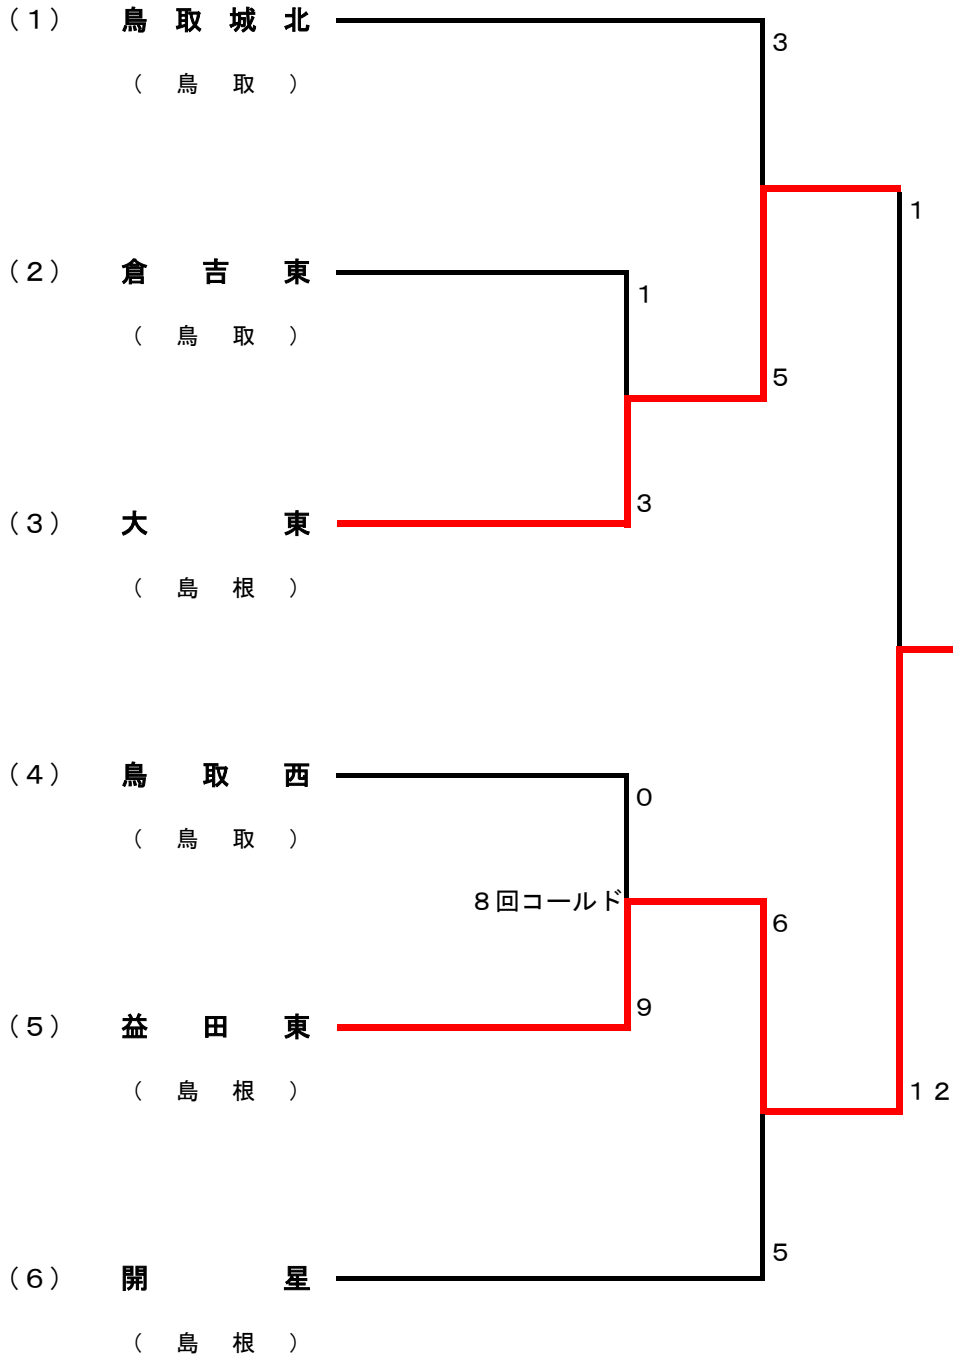 （１） 鳥取城北
３
（鳥取）
１
（２） 倉吉東
１
（鳥取）
５
３
（３） 大東
（島根）
（４） 鳥取西
０
（鳥取）
８回コールド
６
９
（５） 益田東
（島根）
１２
５
（６） 開星
（島根）